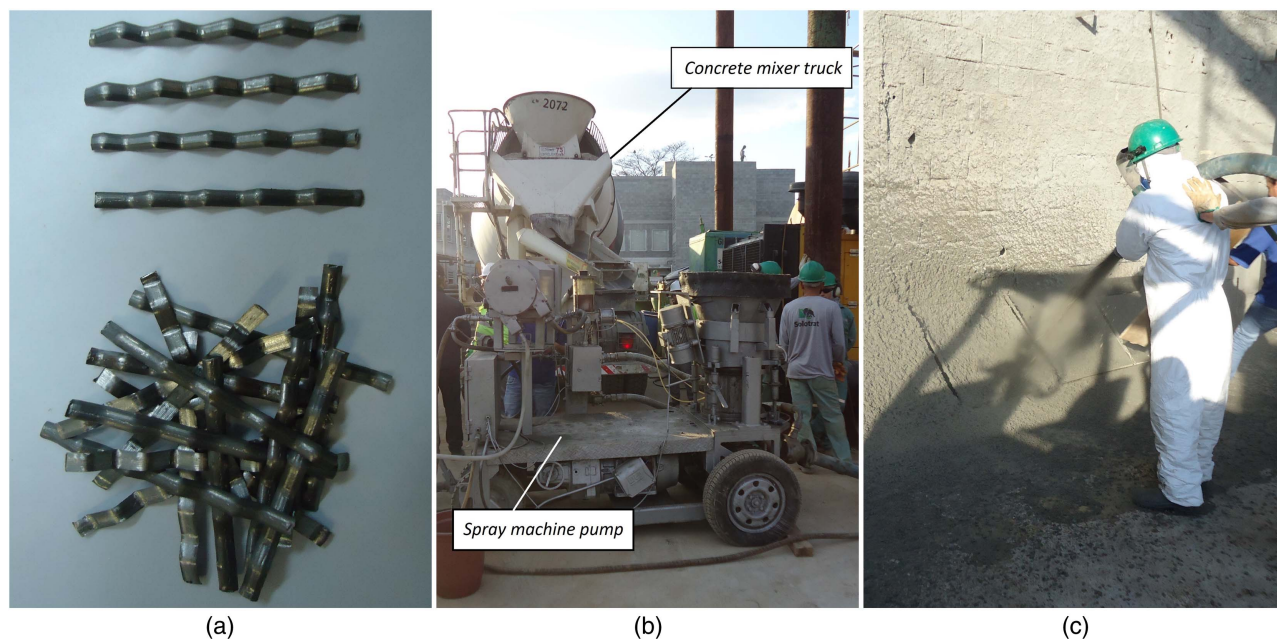 Concrete mixer truck
2072
Solotrat
Spray machine pump
(a)
(b)
(c)